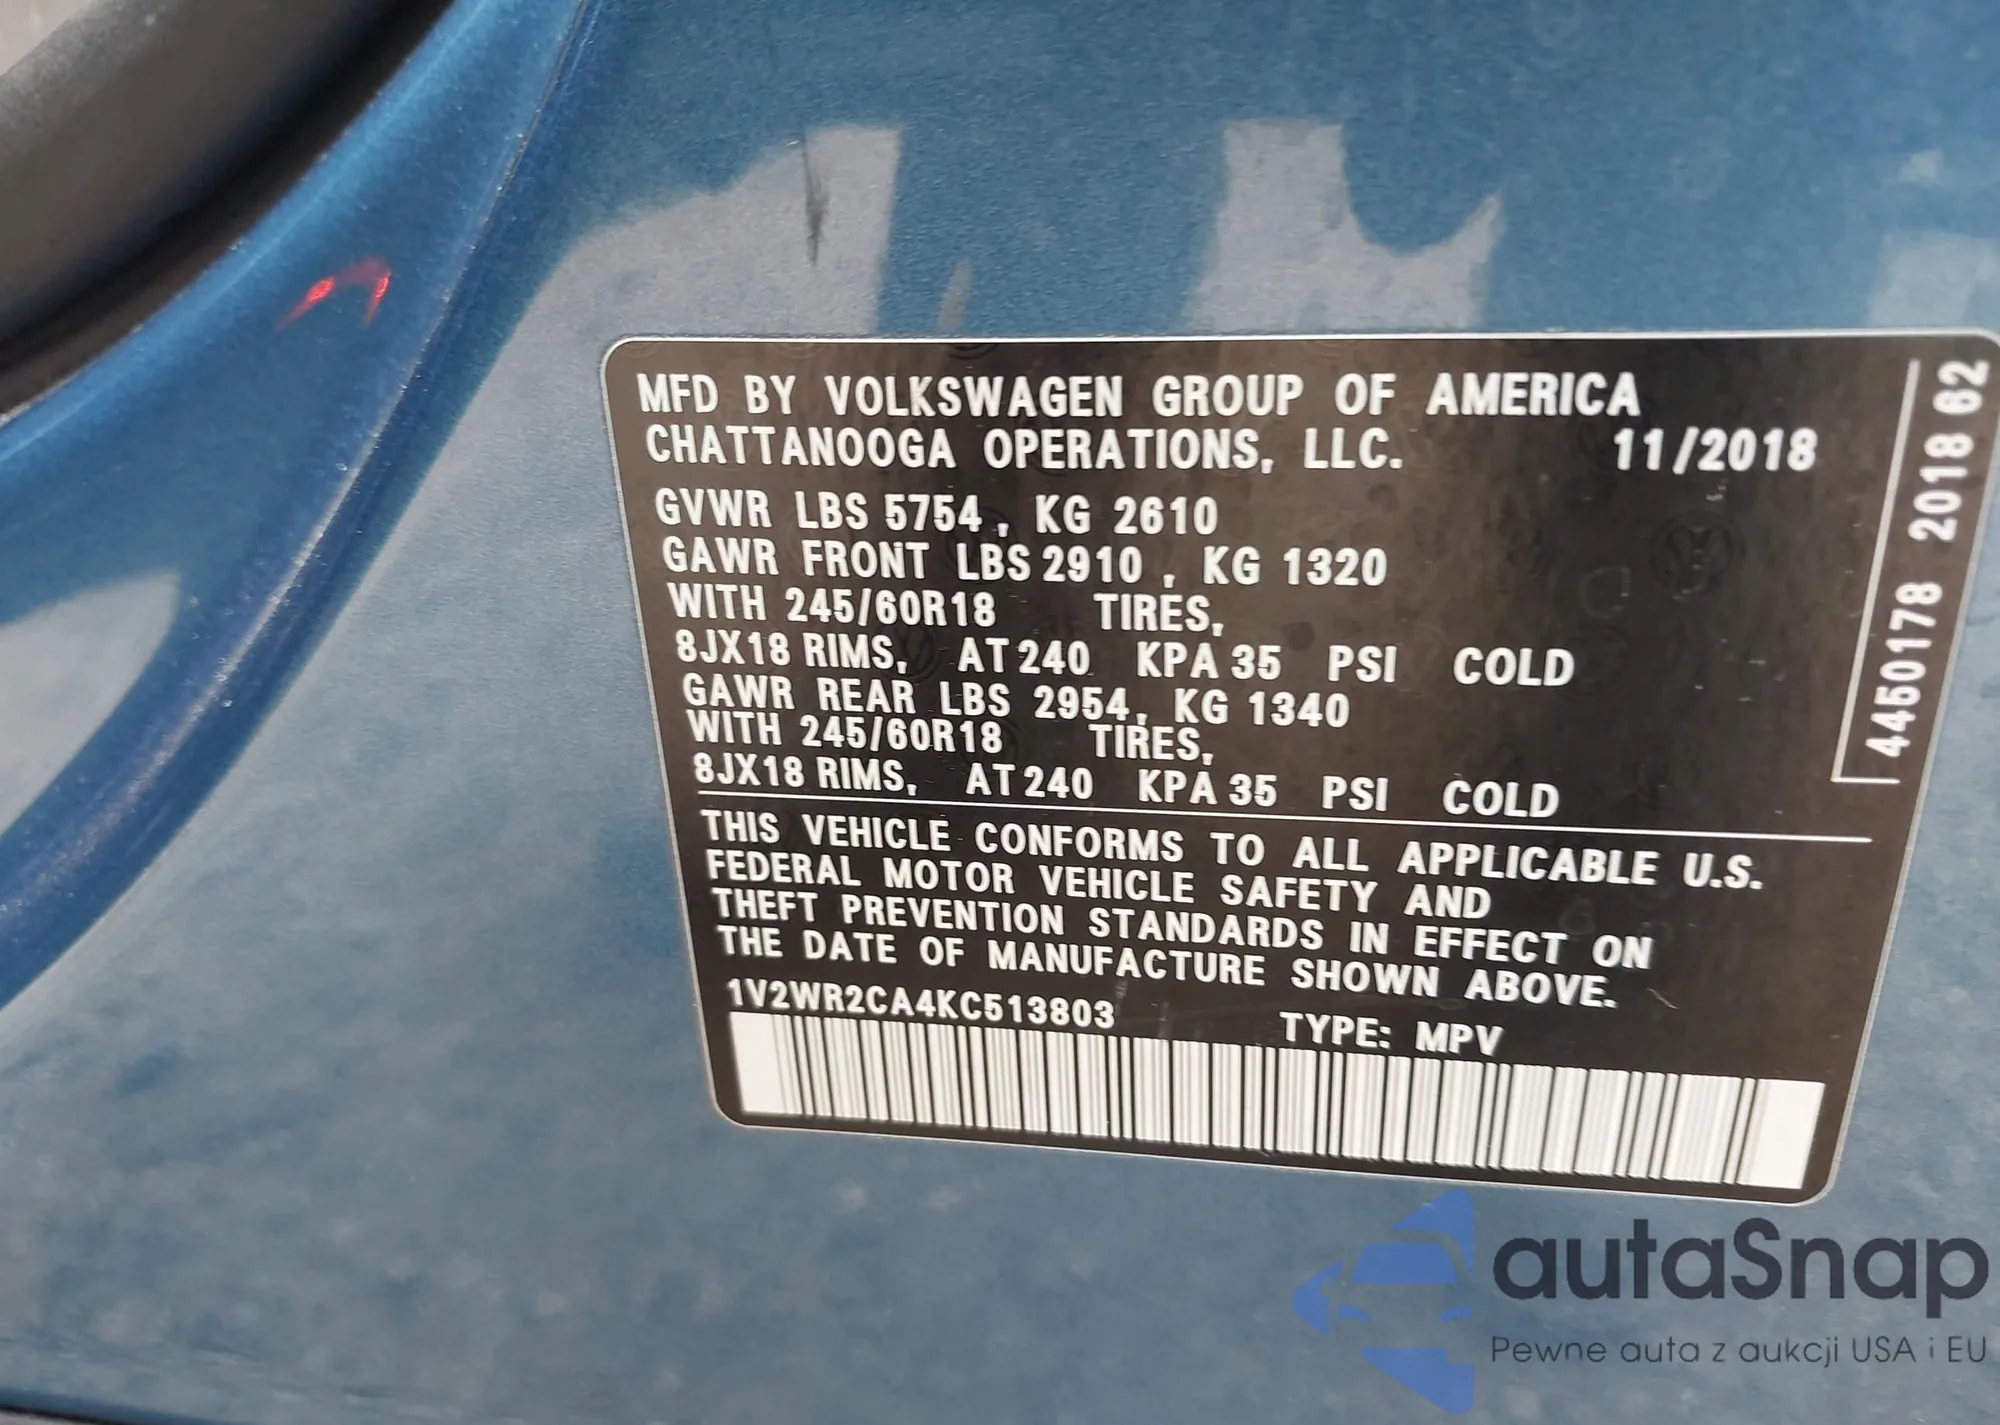 MFD BY VOLKSWAGEN GROUP OF AMERICA
CHATTANOOGA OPERATIONS, LLC. 11/2018
GVWR LBS 5754, KG 2610
GAWR FRONT LBS 2910, KG 1320
WITH 245/60R18 TIRES,
8JX18 RIMS, AT 240 KPA 35 PSI COLD
GAWR REAR LBS 2954, KG 1340
WITH 245/60R18 TIRES,
8JX18 RIMS, AT 240 KPA 35 PSI COLD
THIS VEHICLE CONFORMS TO ALL APPLICABLE U.S.
FEDERAL MOTOR VEHICLE SAFETY AND
THEFT PREVENTION STANDARDS IN EFFECT ON
THE DATE OF MANUFACTURE SHOWN ABOVE.
1V2WR2CA4KC513803 TYPE: MPV
4450178 2018 62
autaSnap
Pewne auta z aukcji USA i EU